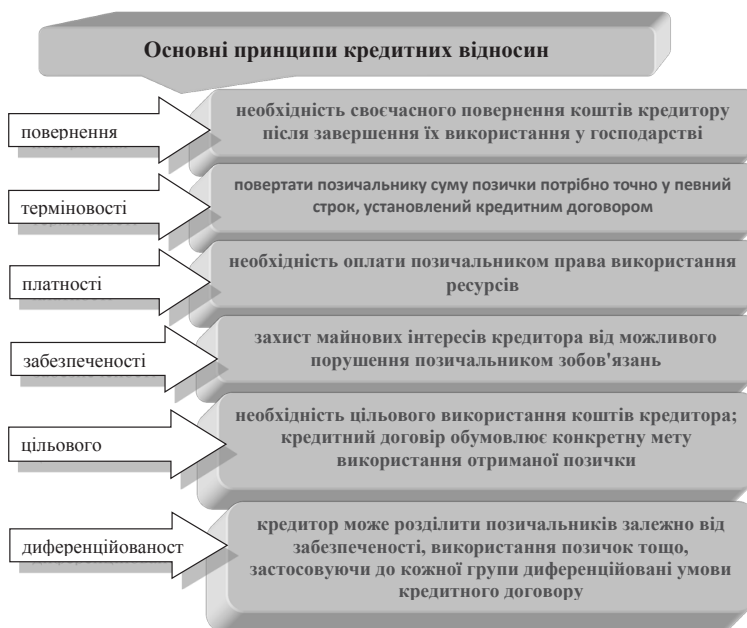 Основні принципи кредитних відносин
повернення
необхідність своєчасного повернення коштів кредитору
після завершення їх використання у господарстві
терміновості
повертати позичальнику суму позички потрібно точно у певний
строк, установлений кредитним договором
платності
необхідність оплати позичальником права використання
ресурсів
забезпеченості
захист майнових інтересів кредитора від можливого
порушення позичальником зобов'язань
цільового
необхідність цільового використання коштів кредитора;
кредитний договір обумовлює конкретну мету
використання отриманої позички
диференційованост
кредитор може розділити позичальників залежно від
забезпеченості, використання позичок тощо,
застосовуючи до кожної групи диференційовані умови
кредитного договору